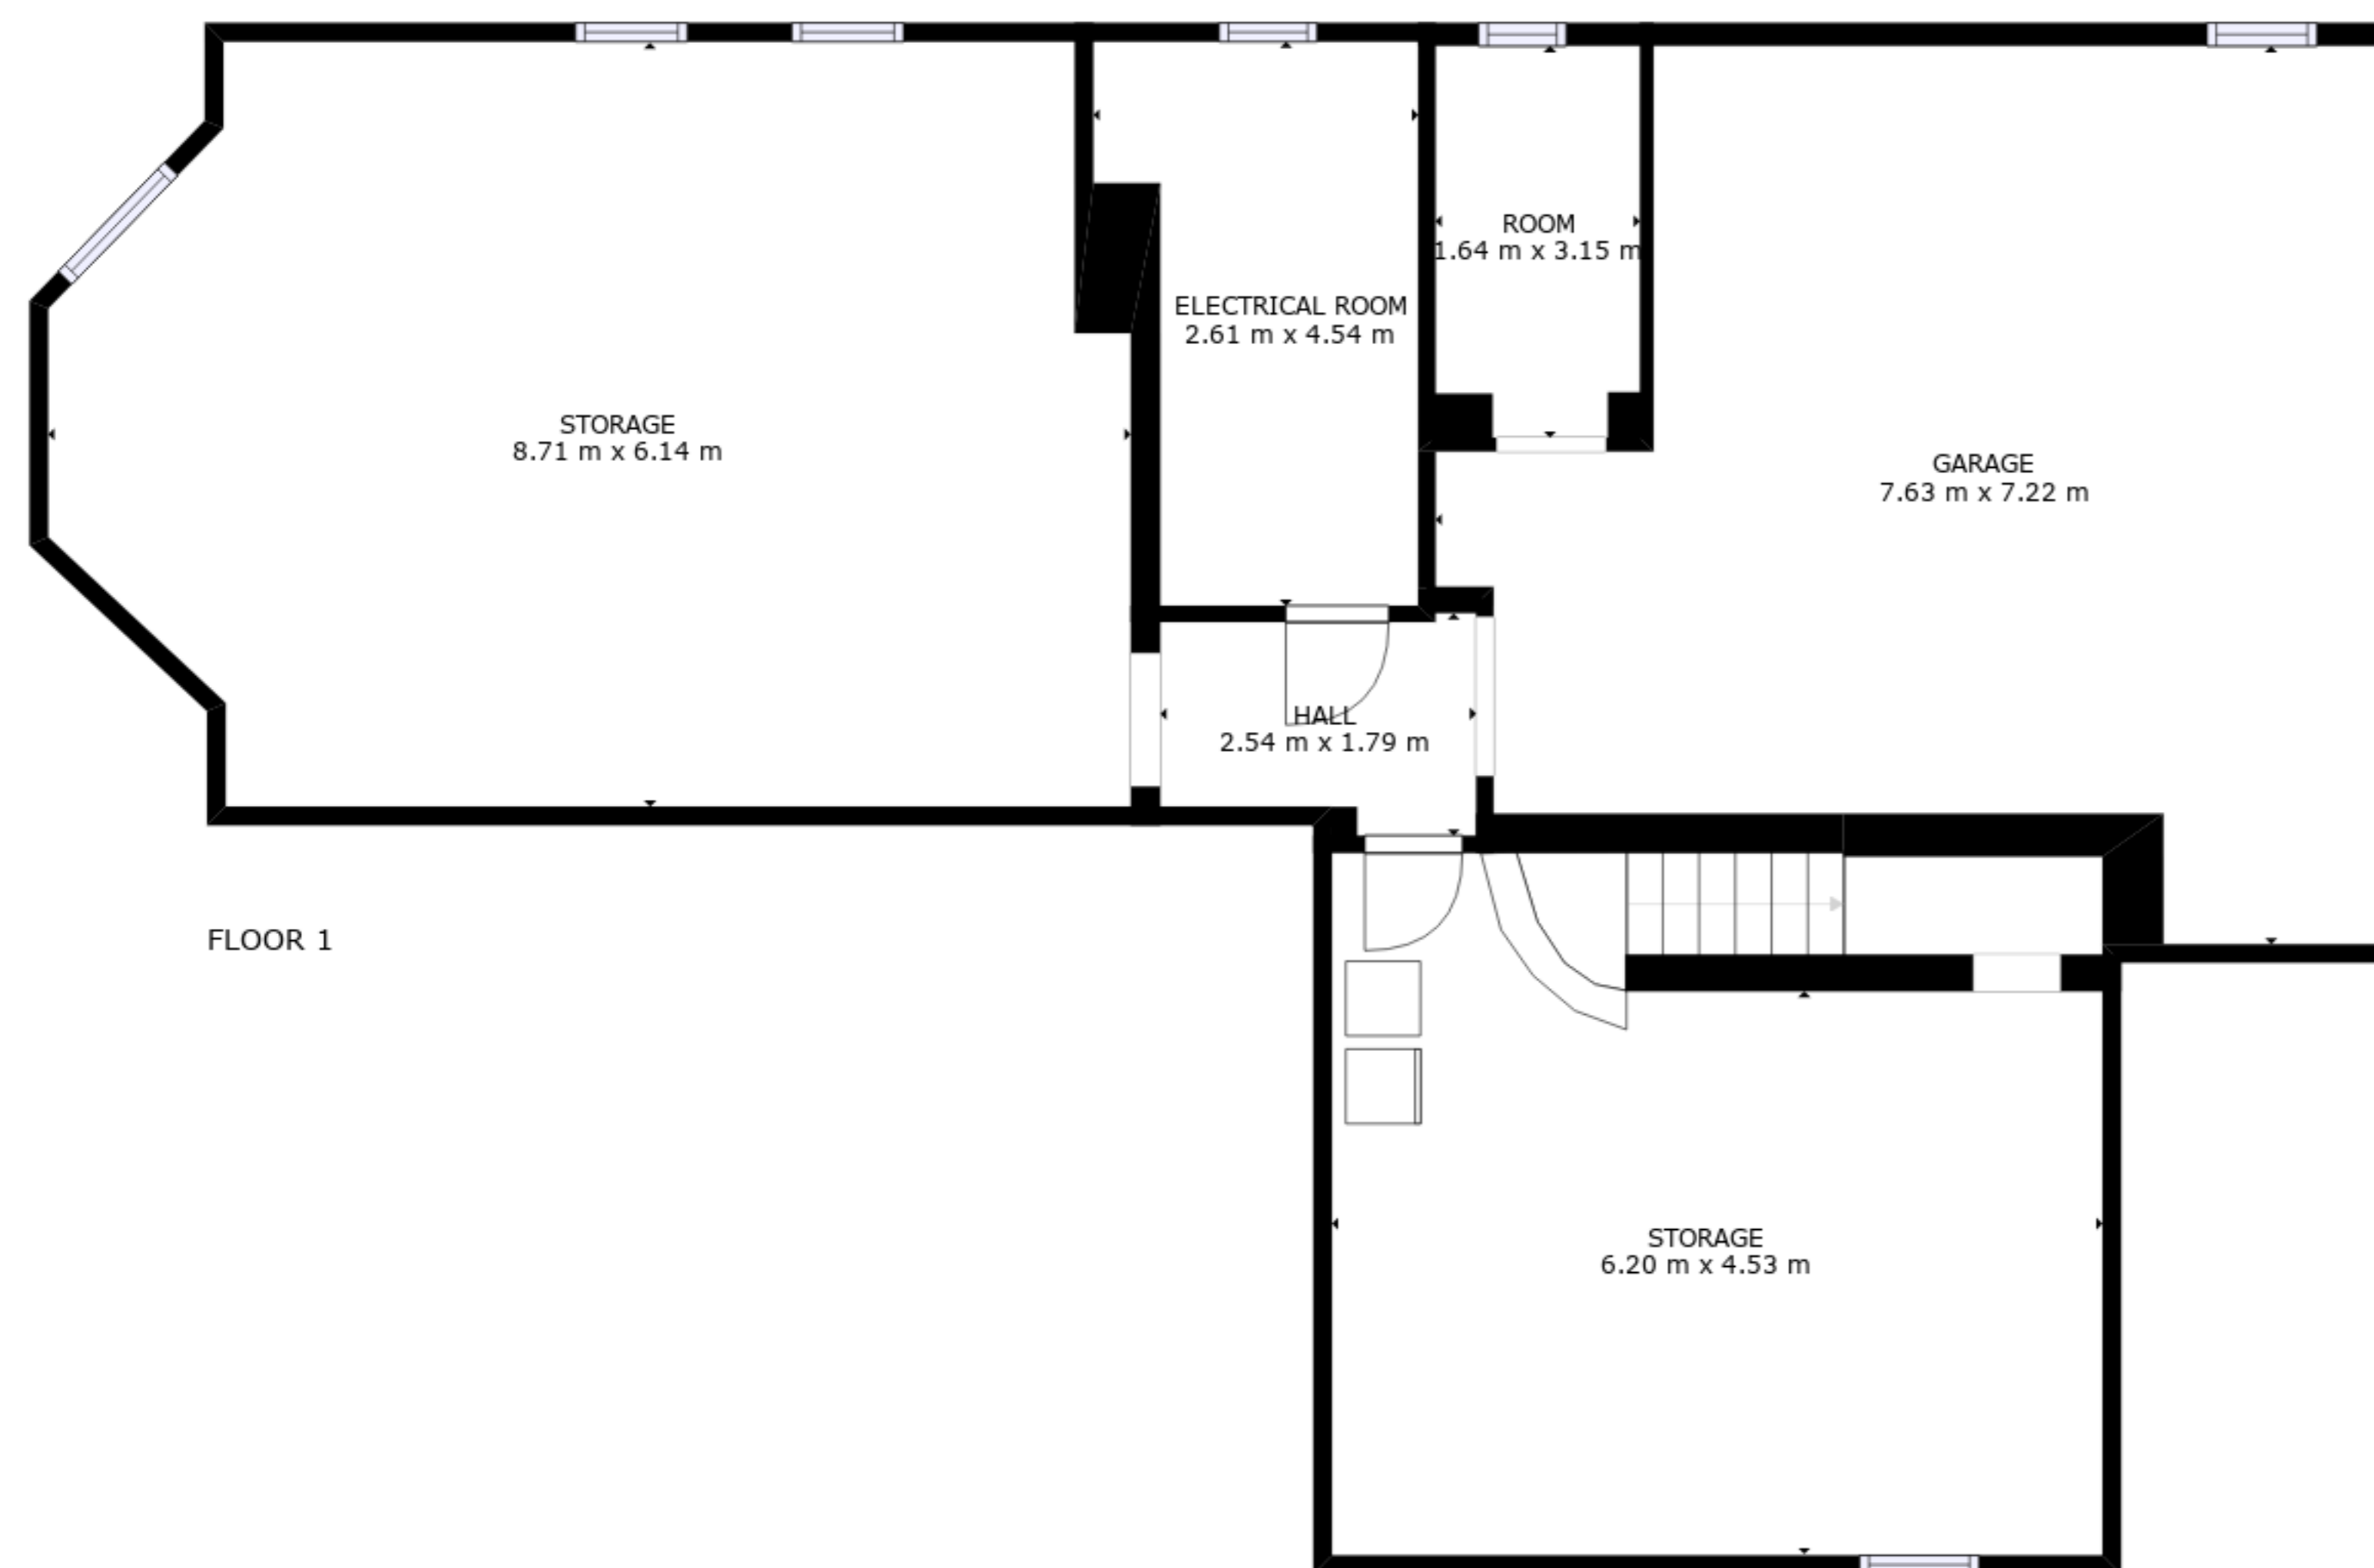 ROOM
1.64 m x 3.15 m
ELECTRICAL ROOM
2.61 m x 4.54 m
STORAGE
8.71 m x 6.14 m
GARAGE
7.63 m x 7.22 m
HALL
2.54 m x 1.79 m
FLOOR 1
STORAGE
6.20 m x 4.53 m